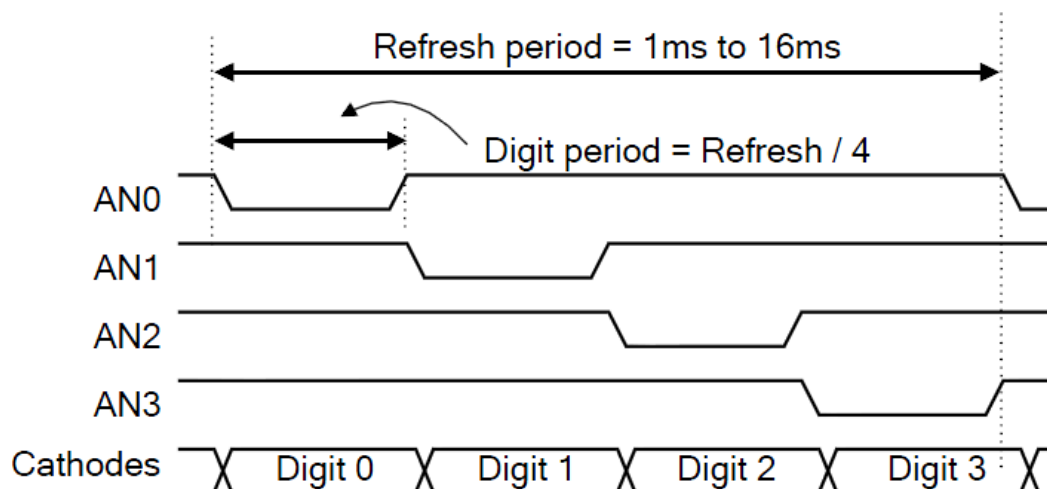 Refresh period = 1ms to 16ms
Digit period = Refresh / 4
AN0
AN1
AN2
AN3
Cathodes Digit 0 Digit 1 Digit 2 Digit 3